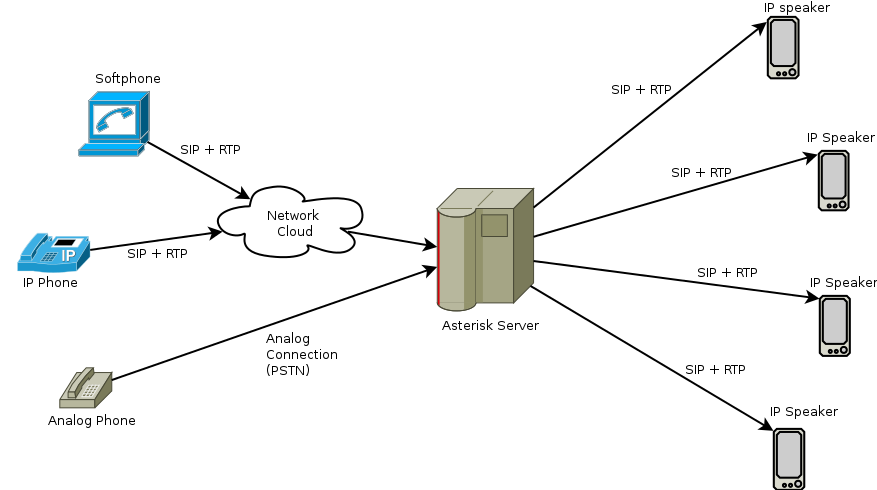 IP speaker
Softphone
SIP + RTP
IP Speaker
SIP + RTP
SIP + RTP
Network
Cloud
IP
SIP + RTP
IP Phone
SIP + RTP
IP Speaker
Asterisk Server
Analog
Connection
(PSTN)
SIP + RTP
IP Speaker
Analog Phone